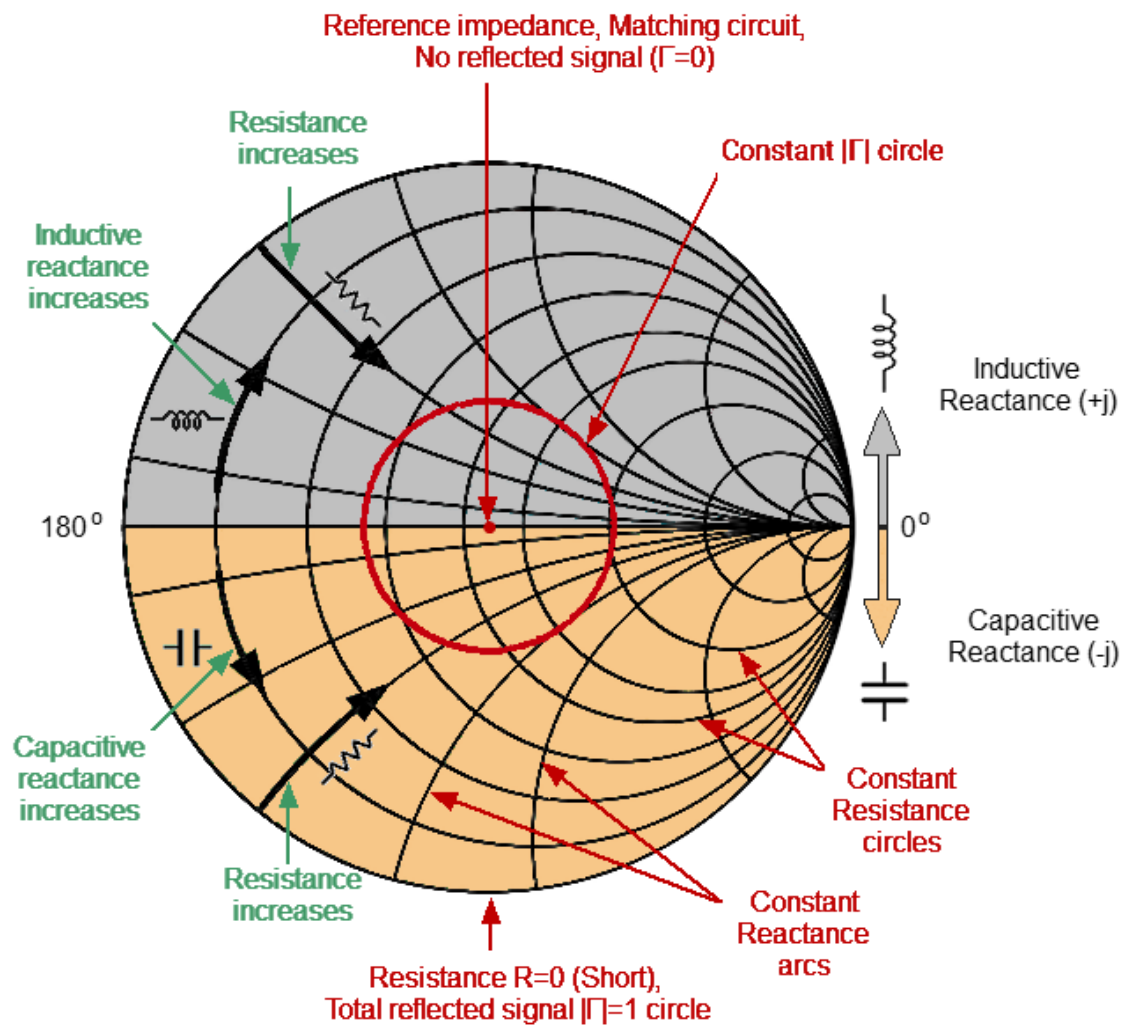 Reference impedance, Matching circuit,
No reflected signal (Γ=0)
Resistance
increases
Constant |Γ| circle
Inductive
reactance
increases
Inductive
Reactance (+j)
180º
0º
Capacitive
Reactance (-j)
Capacitive
reactance
increases
Constant
Resistance
circles
Resistance
increases
Constant
Reactance
arcs
Resistance R=0 (Short),
Total reflected signal |Γ|=1 circle